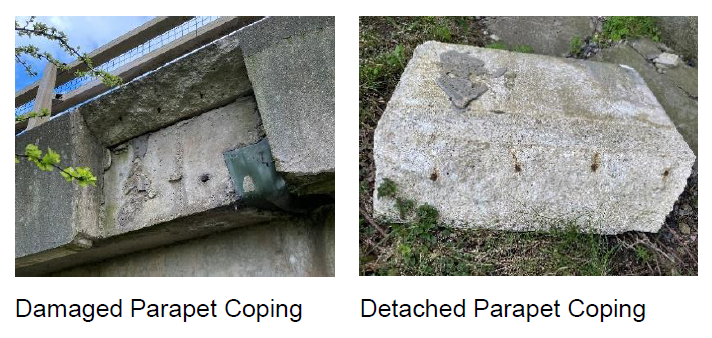 Damaged Parapet Coping
Detached Parapet Coping